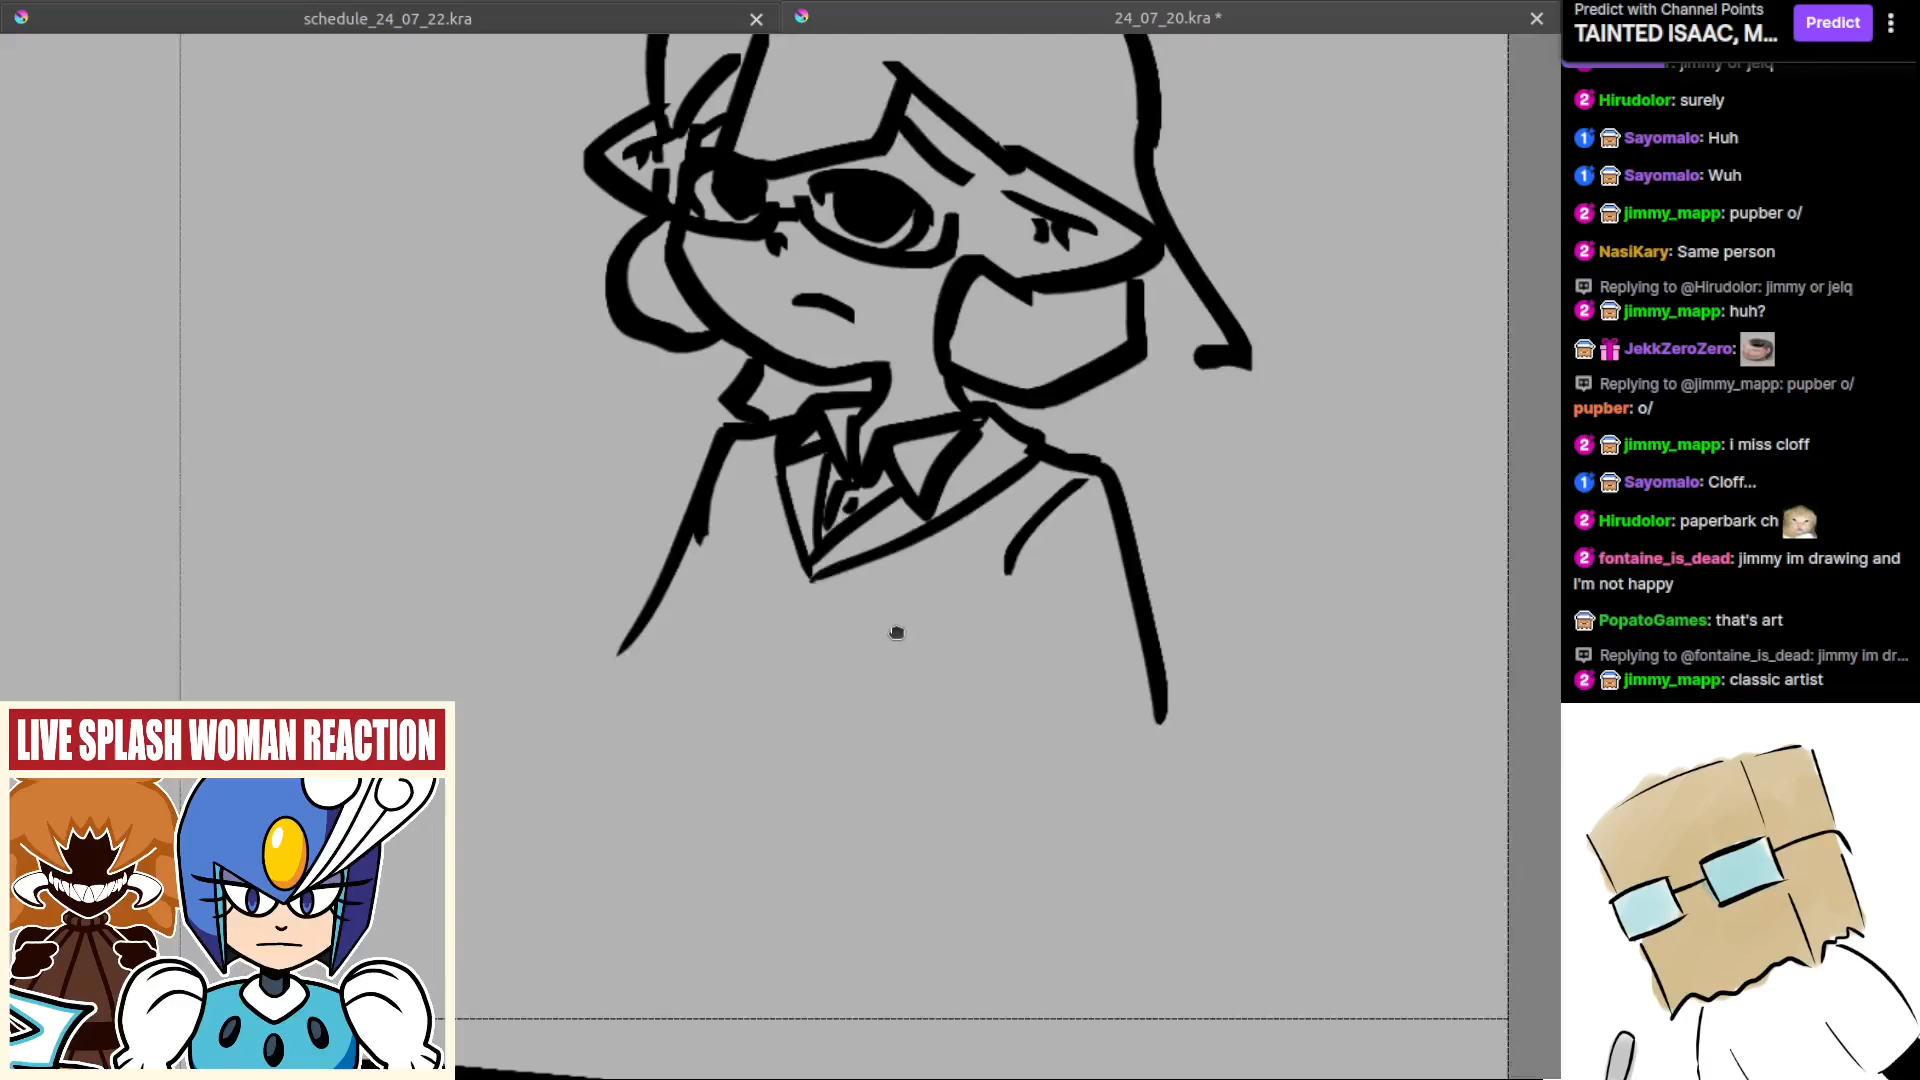 schedule_24_07_22.kra
24_07_20.kra *
Predict with Channel Points
TAINTED ISAAC, M...
Predict
jimmy or jelq
2 Hirudolor: surely
1 Sayomalo: Huh
1 Sayomalo: Wuh
2 jimmy_mapp: pupber o/
2 NasiKary: Same person
Replying to @Hirudolor: jimmy or jelq
2 jimmy_mapp: huh?
JekkZeroZero:
Replying to @jimmy_mapp: pupber o/
pupber: o/
2 jimmy_mapp: i miss cloff
1 Sayomalo: Cloff...
2 Hirudolor: paperbark ch
2 fontaine_is_dead: jimmy im drawing and
I'm not happy
PopatoGames: that's art
Replying to @fontaine_is_dead: jimmy im dr...
2 jimmy_mapp: classic artist
LIVE SPLASH WOMAN REACTION